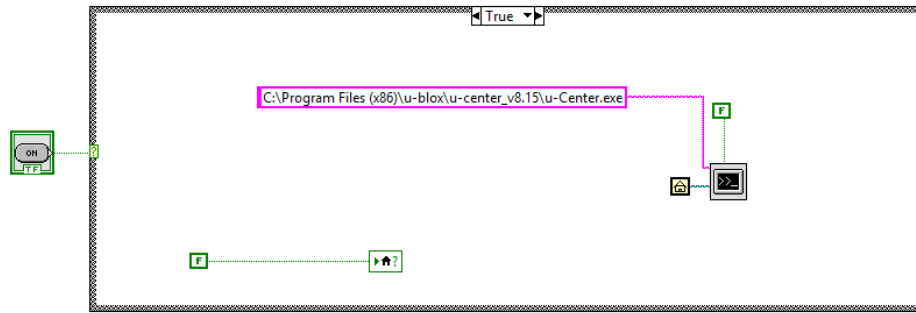 True
C:\Program Files (x86)\u-blox\u-center_v8.15\u-Center.exe
F
ON
TF
?
>>_
F
?